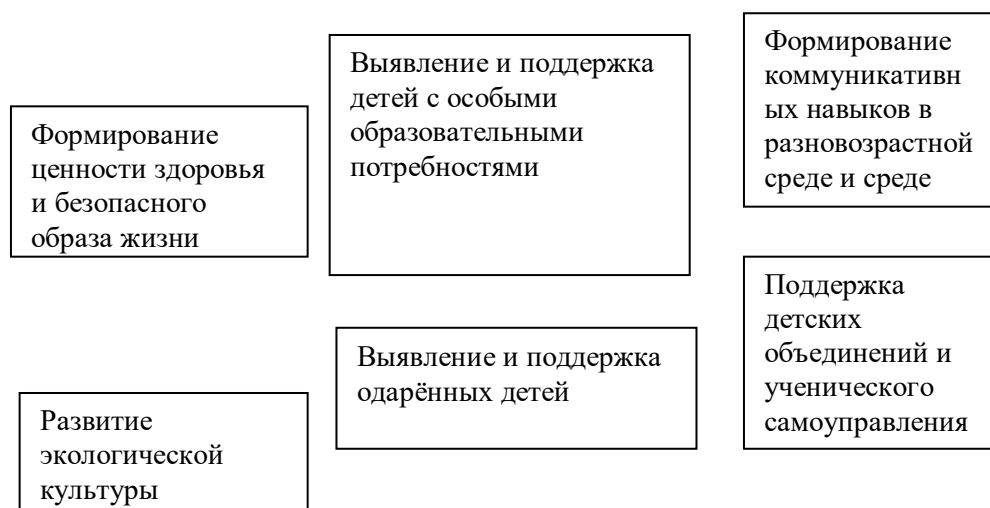 Формирование
ценности здоровья
и безопасного
образа жизни
Выявление и поддержка
детей с особыми
образовательными
потребностями
Формирование
коммуникативн
ых навыков в
разновозрастной
среде и среде
Развитие
экологической
культуры
Выявление и поддержка
одарённых детей
Поддержка
детских
объединений и
ученического
самоуправления